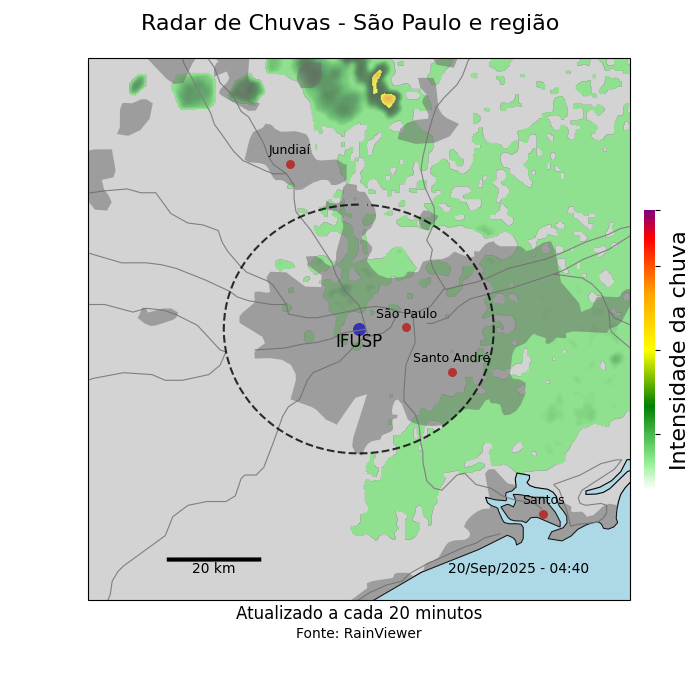 Radar de Chuvas - São Paulo e região
Jundiaí
São Paulo
IFUSP
Santo André
Santos
20 km
20/Sep/2025 - 04:40
Intensidade da chuva
Atualizado a cada 20 minutos
Fonte: RainViewer